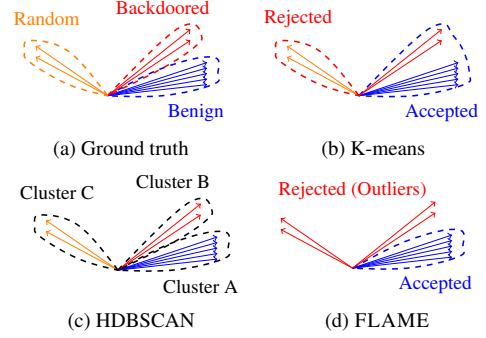 Random
Backdoored
Benign
(a) Ground truth
Rejected
Accepted
(b) K-means
Cluster C
Cluster B
Cluster A
(c) HDBSCAN
Rejected (Outliers)
Accepted
(d) FLAME